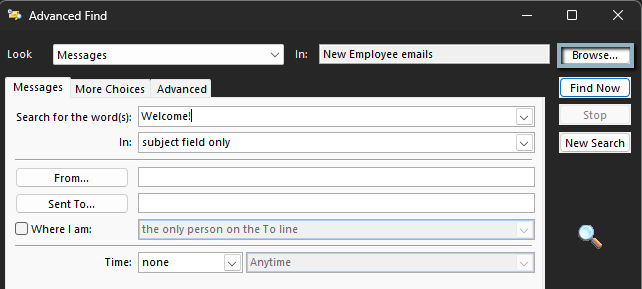 Advanced Find
Look Messages In: New Employee emails Browse...
Messages More Choices Advanced Find Now
Search for the word(s): Welcome! Stop
In: subject field only New Search
From...
Sent To...
Where I am: the only person on the To line
Time: none Anytime